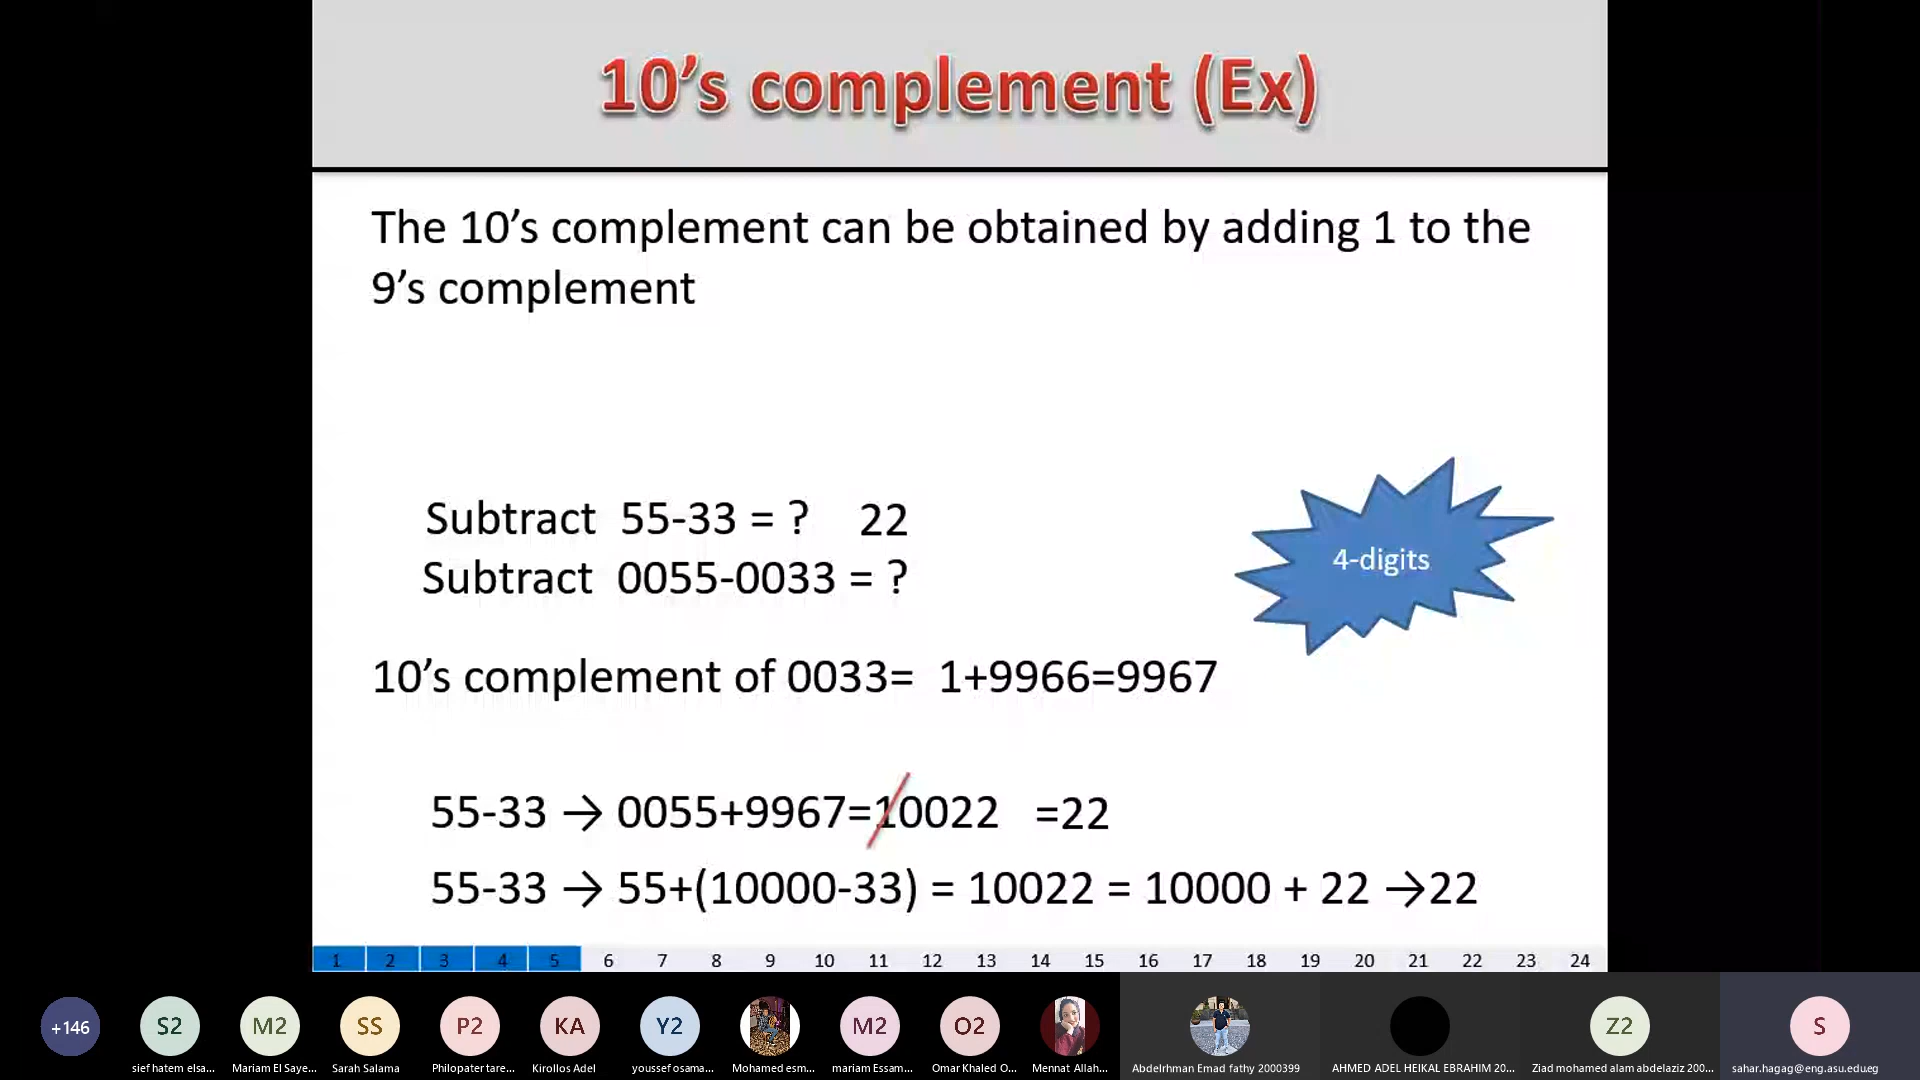 10's complement (Ex)
The 10's complement can be obtained by adding 1 to the
9's complement
Subtract 55-33 = ? 22
Subtract 0055-0033 = ?
4-digits
10's complement of 0033= 1+9966=9967
55-33 → 0055+9967=10022 =22
55-33 → 55+(10000-33) = 10022 = 10000 + 22 →22
1 2 3 4 5 6 7 8 9 10 11 12 13 14 15 16 17 18 19 20 21 22 23 24
+146 S2 M2 SS P2 KA Y2 M2 O2 Z2 S
sief hatem elsa... Mariam El Saye... Sarah Salama Philopater tare... Kirollos Adel youssef osama... Mohamed esm... mariam Essam... Omar Khaled O... Mennat Allah... Abdelrhman Emad fathy 2000399 AHMED ADEL HEIKAL EBRAHIM 20... Ziad mohamed alam abdelaziz 200... sahar.hagag@eng.asu.edu.eg